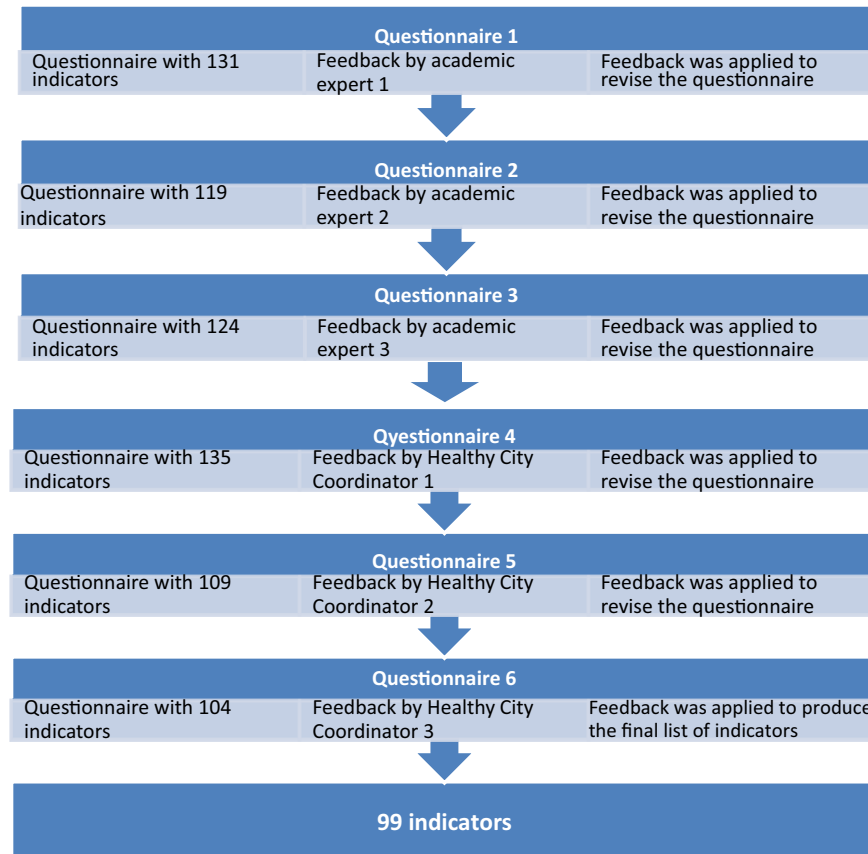 Questionnaire 1
Questionnaire with 131
indicators
Feedback by academic
expert 1
Feedback was applied to
revise the questionnaire
Questionnaire 2
Questionnaire with 119
indicators
Feedback by academic
expert 2
Feedback was applied to
revise the questionnaire
Questionnaire 3
Questionnaire with 124
indicators
Feedback by academic
expert 3
Feedback was applied to
revise the questionnaire
Qyestionnaire 4
Questionnaire with 135
indicators
Feedback by Healthy City
Coordinator 1
Feedback was applied to
revise the questionnaire
Questionnaire 5
Questionnaire with 109
indicators
Feedback by Healthy City
Coordinator 2
Feedback was applied to
revise the questionnaire
Questionnaire 6
Questionnaire with 104
indicators
Feedback by Healthy City
Coordinator 3
Feedback was applied to produce
the final list of indicators
99 indicators